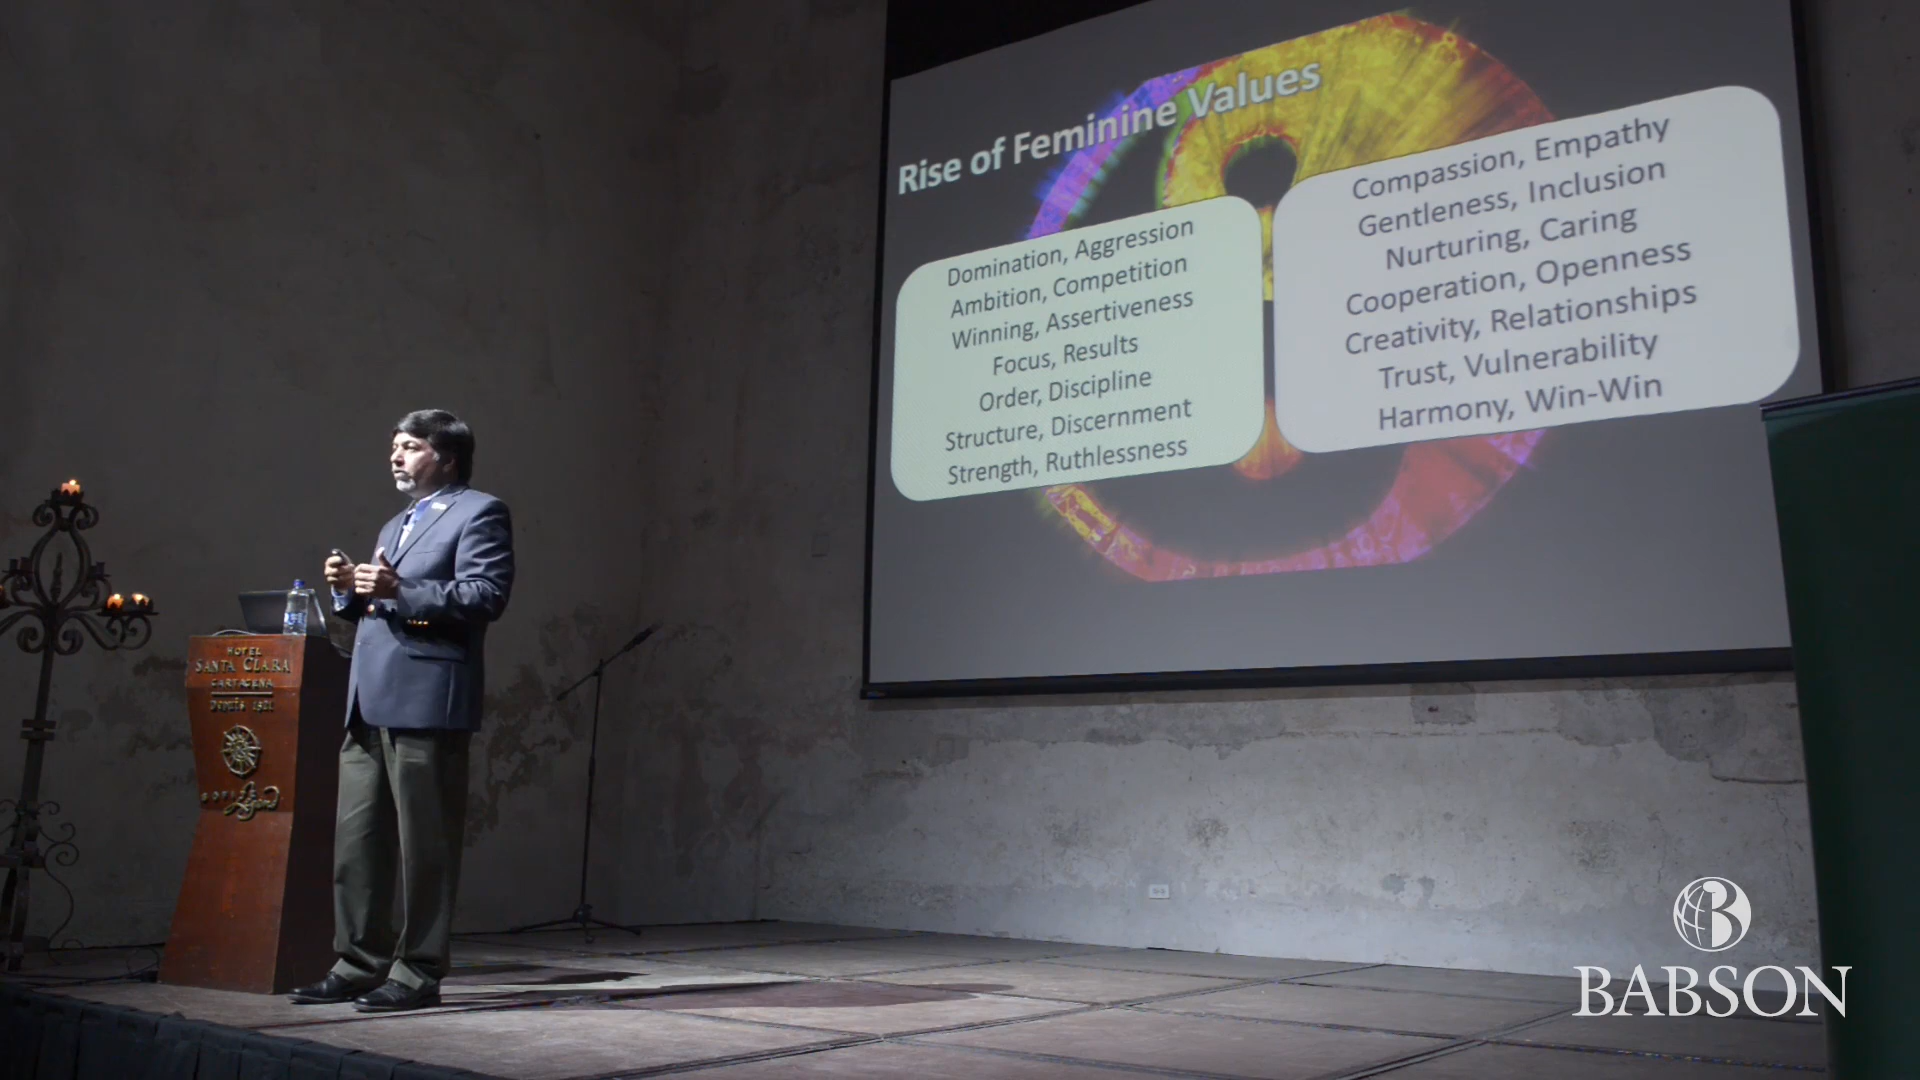 Rise of Feminine Values
Domination, Aggression
Ambition, Competition
Winning, Assertiveness
Focus, Results
Order, Discipline
Structure, Discernment
Strength, Ruthlessness
Compassion, Empathy
Gentleness, Inclusion
Nurturing, Caring
Cooperation, Openness
Creativity, Relationships
Trust, Vulnerability
Harmony, Win-Win
HOTEL
SANTA CLARA
CARTAGENA
Legend
B
BABSON